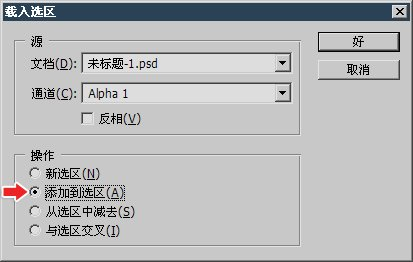 载入选区
源
好
文档(D): 未标题-1.psd
取消
通道(C): Alpha 1
反相(V)
操作
新选区(N)
添加到选区(A)
从选区中减去(S)
与选区交叉(I)